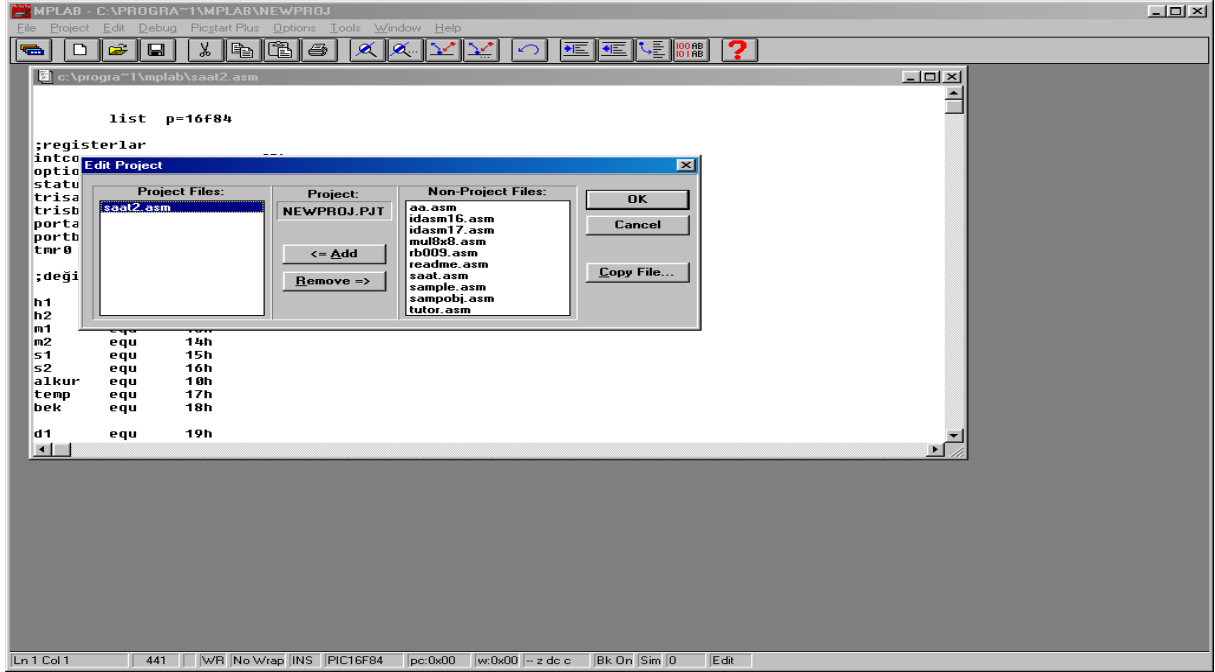 MPLAB - C:\PROGRA~1\MPLAB\NEWPROJ
File Project Edit Debug Picstart Plus Options Tools Window Help
c:\progra~1\mplab\saat2.asm
list p=16f84
;registerlar
intco
optio
statu
trisa
trisb
porta
portb
tmr0
;deği
h1
h2
m1 equ
m2 equ 14h
s1 equ 15h
s2 equ 16h
alkur equ 10h
temp equ 17h
bek equ 18h
d1 equ 19h
Edit Project
Project Files:
saat2.asm
Project:
NEWPROJ.PJT
<= Add
Remove =>
Non-Project Files:
aa.asm
idasm16.asm
idasm17.asm
mul8x8.asm
rb009.asm
readme.asm
saat.asm
sample.asm
sampobj.asm
tutor.asm
OK
Cancel
Copy File...
Ln 1 Col 1 441 WR No Wrap INS PIC16F84 pc:0x00 w:0x00 -- z dc c Bk On Sim 0 Edit